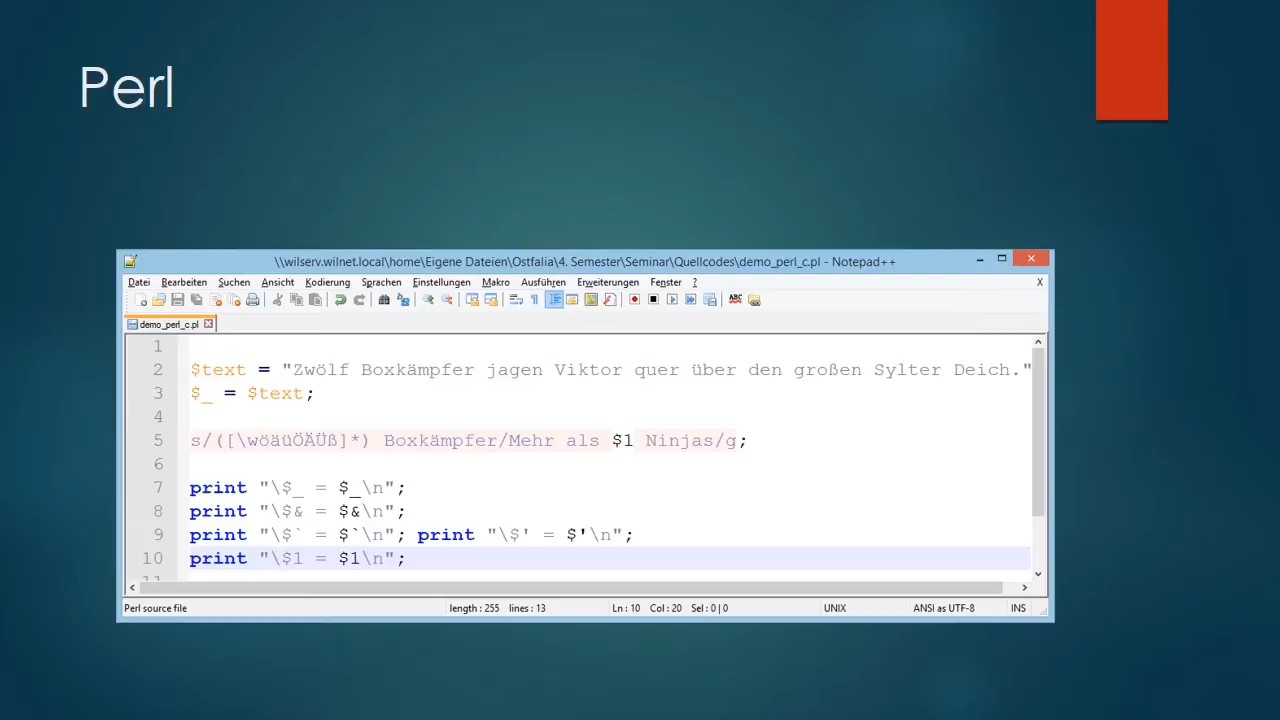 Perl
\\wilserv.wilnet.local\home\Eigene Dateien\Ostfalia\4. Semester\Seminar\Quellcodes\demo_perl_c.pl - Notepad++
Datei Bearbeiten Suchen Ansicht Kodierung Sprachen Einstellungen Makro Ausführen Erweiterungen Fenster ? X
demo_perl_c.pl
1
2 $text = "Zwölf Boxkämpfer jagen Viktor quer über den großen Sylter Deich."
3 $_ = $text;
4
5 s/([\wöäüÖÄÜß]*) Boxkämpfer/Mehr als $1 Ninjas/g;
6
7 print "\$_ = $_\n";
8 print "\$& = $&\n";
9 print "\$` = $`\n"; print "\$' = $'\n";
10 print "\$1 = $1\n";
11
Perl source file length : 255 lines : 13 Ln : 10 Col : 20 Sel : 0 | 0 UNIX ANSI as UTF-8 INS